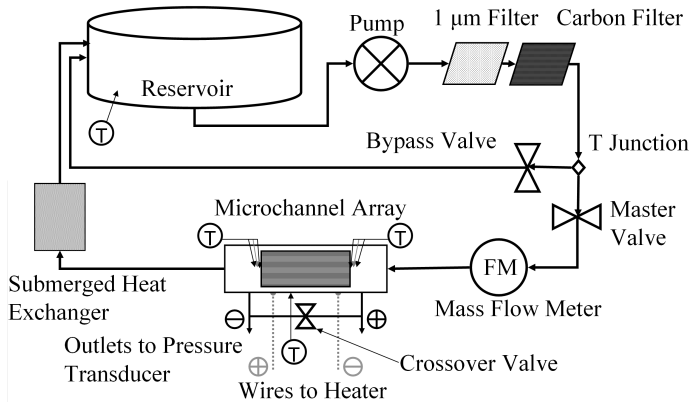 Pump
1 μm Filter
Carbon Filter
Reservoir
T
Bypass Valve
T Junction
Microchannel Array
Master
Valve
T
T
FM
Submerged Heat
Exchanger
Mass Flow Meter
Outlets to Pressure
Transducer
T
Crossover Valve
Wires to Heater